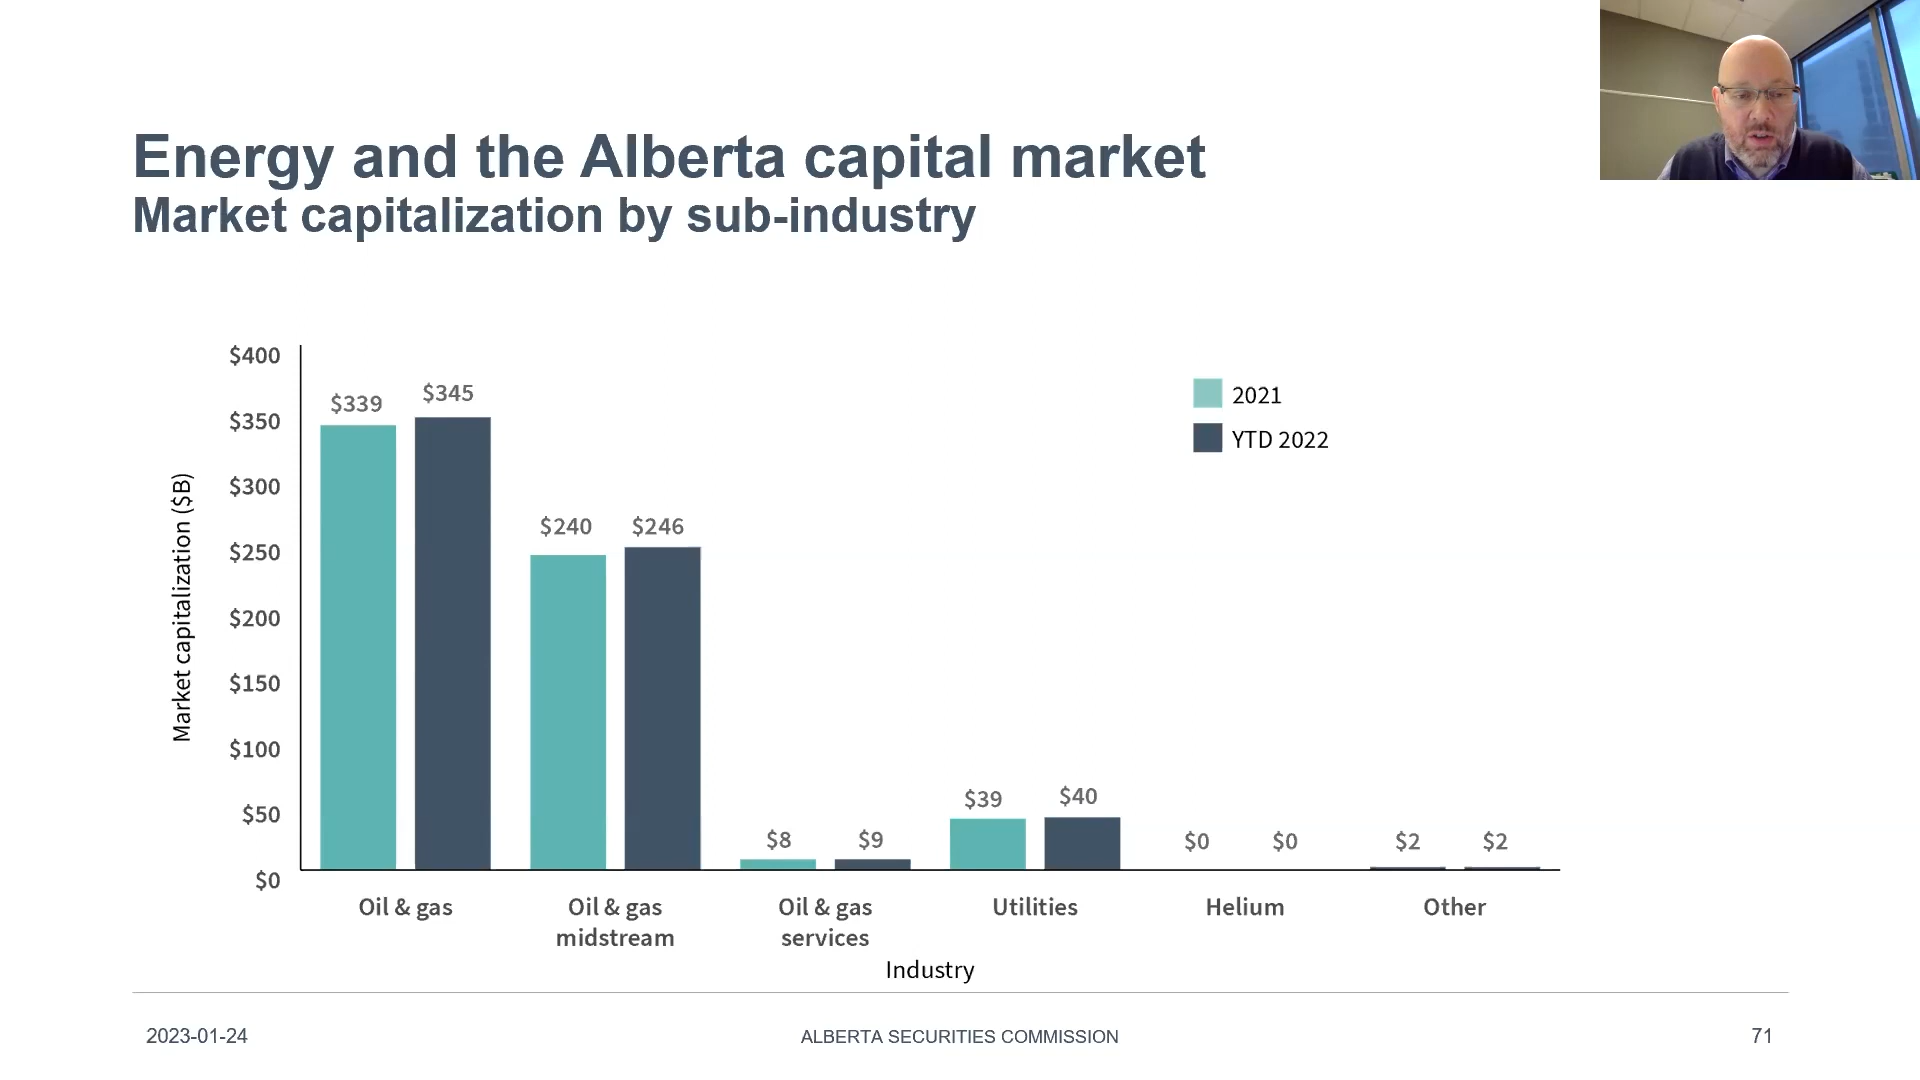 Energy and the Alberta capital market
Market capitalization by sub-industry
$400
$350
$300
$250
$200
$150
$100
$50
$0
Market capitalization ($B)
$339
$345
$240
$246
$8
$9
$39
$40
$0
$0
$2
$2
2021
YTD 2022
Oil & gas
Oil & gas
midstream
Oil & gas
services
Utilities
Helium
Other
Industry
2023-01-24
ALBERTA SECURITIES COMMISSION
71